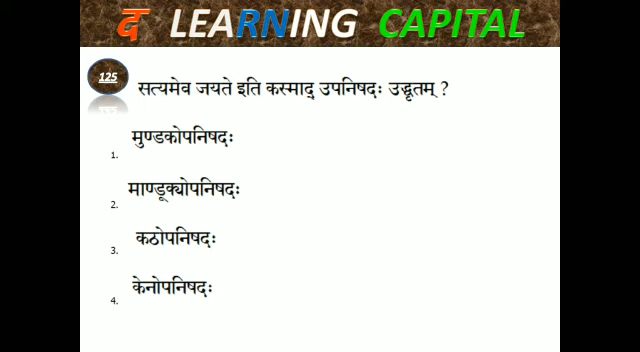 द LEARNING CAPITAL
125
सत्यमेव जयते इति कस्माद् उपनिषदः उद्धृतम् ?
1. मुण्डकोपनिषदः
2. माण्डूक्योपनिषदः
3. कठोपनिषदः
4. केनोपनिषदः